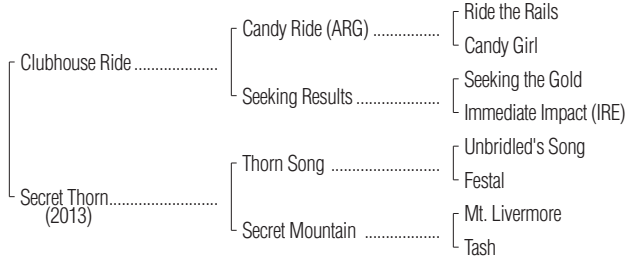 Ride the Rails
Candy Ride (ARG) ................
Candy Girl
Clubhouse Ride ....................
Seeking the Gold
Seeking Results ....................
Immediate Impact (IRE)
Unbridled's Song
Thorn Song ..........................
Festal
Secret Thorn..........................
(2013)
Mt. Livermore
Secret Mountain ..................
Tash